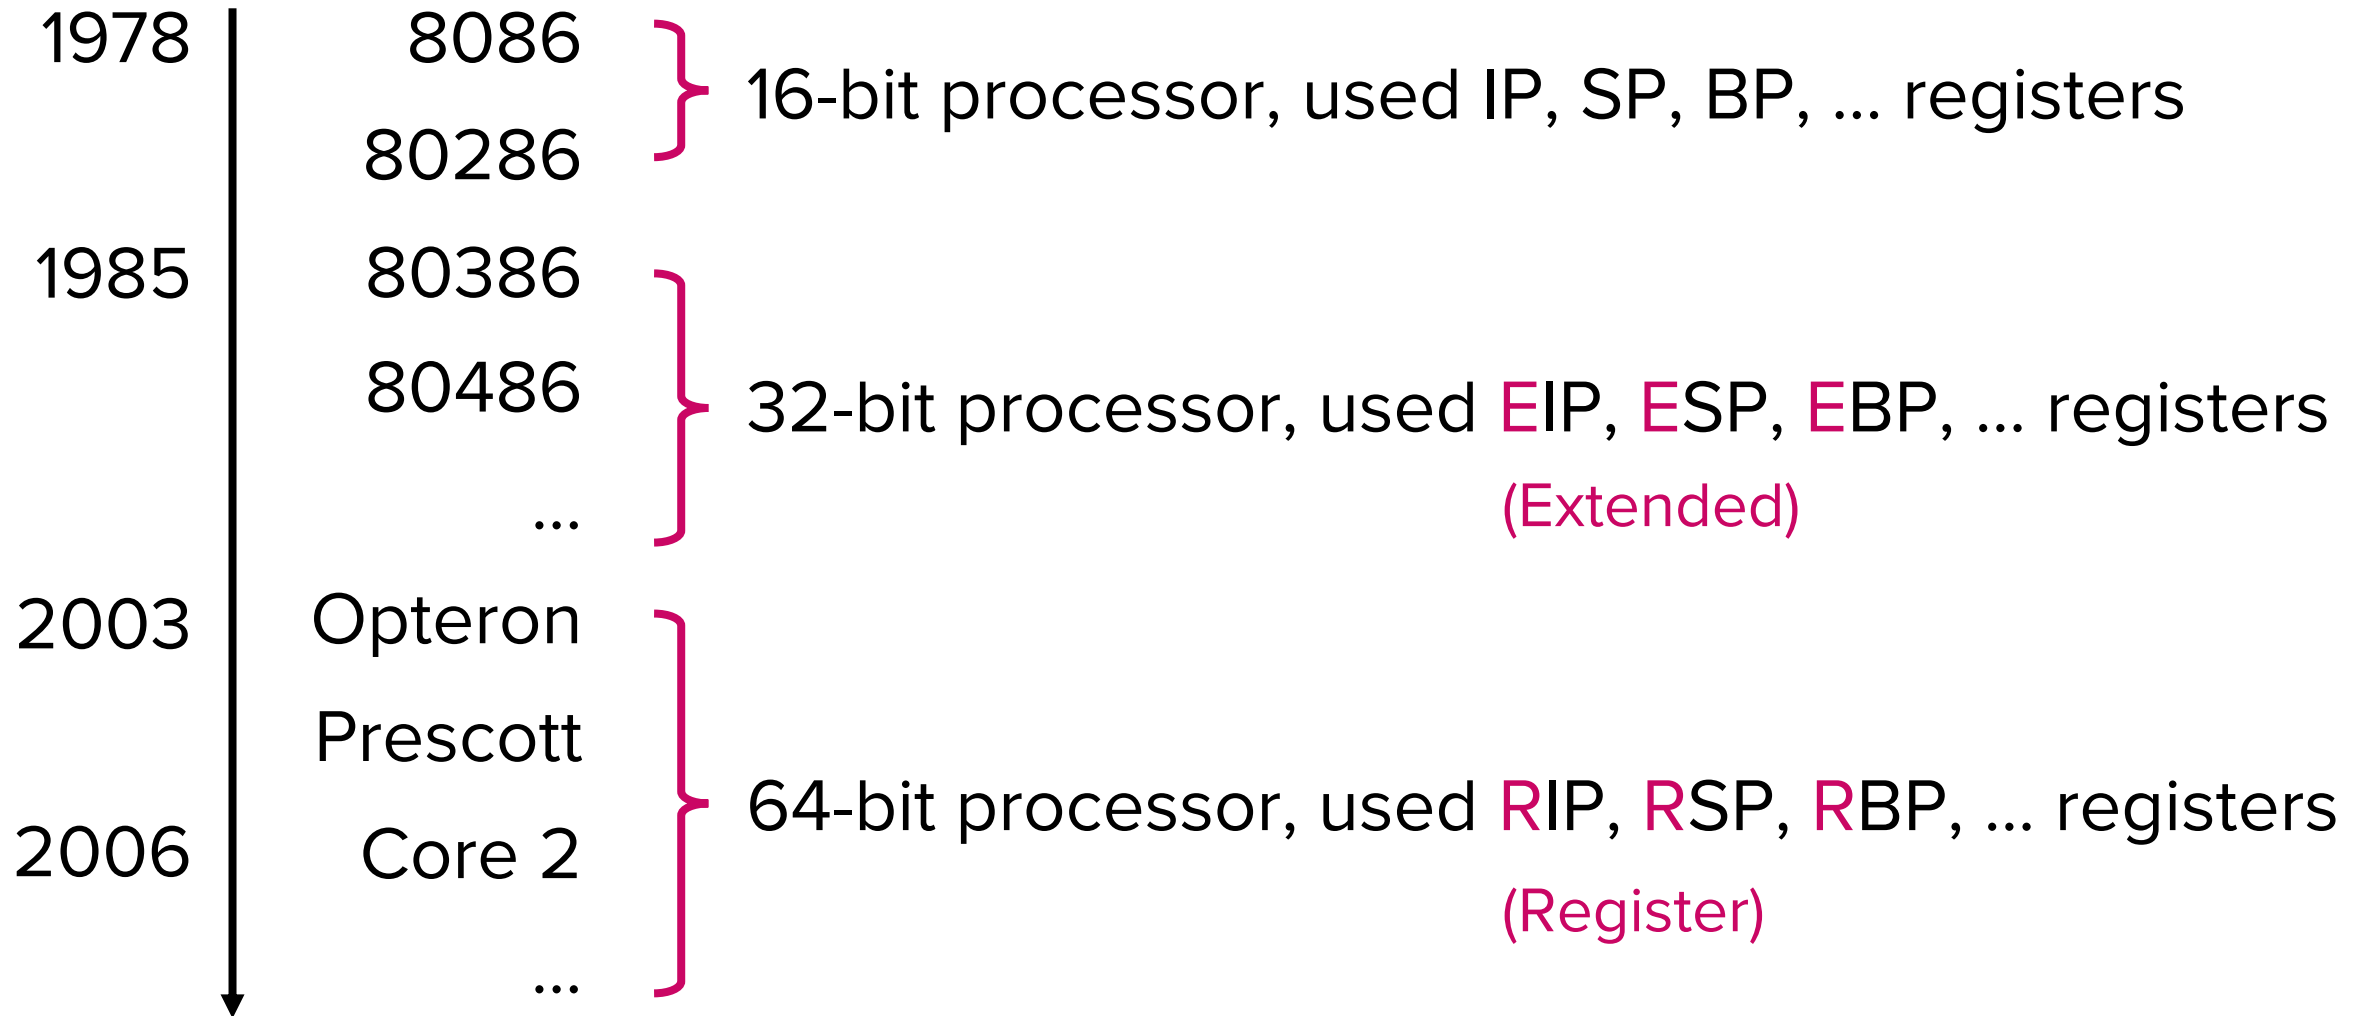 1978 8086
16-bit processor, used IP, SP, BP, ... registers
80286
1985 80386
80486
32-bit processor, used EIP, ESP, EBP, ... registers
(Extended)
...
2003 Opteron
Prescott
64-bit processor, used RIP, RSP, RBP, ... registers
2006 Core 2
(Register)
...